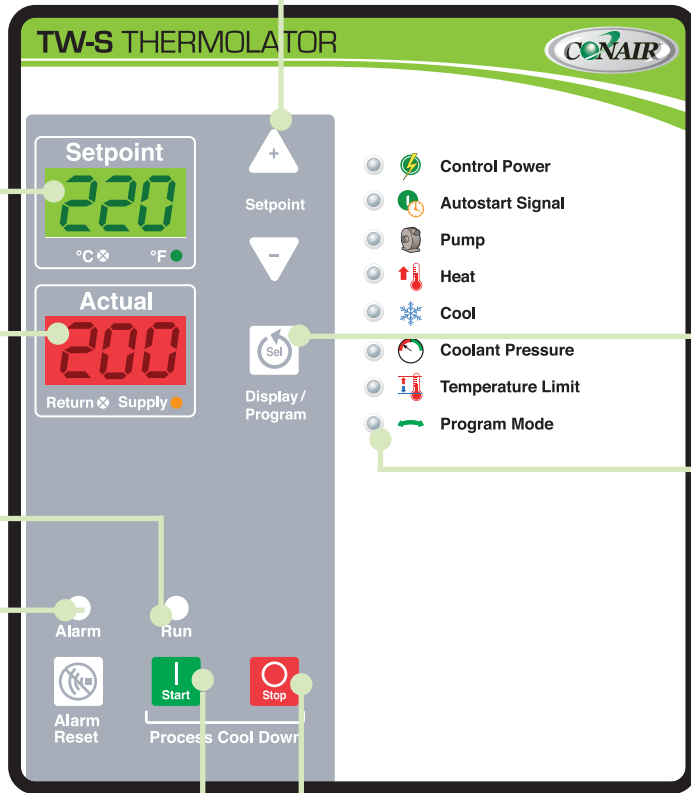 TW-S THERMOLATOR
CONAIR
Setpoint
220
°C °F
Actual
200
Return Supply
+
Setpoint
-
Sel
Display/
Program
Control Power
Autostart Signal
Pump
Heat
Cool
Coolant Pressure
Temperature Limit
Program Mode
Alarm
Run
Alarm
Reset
Start
Stop
Process Cool Down